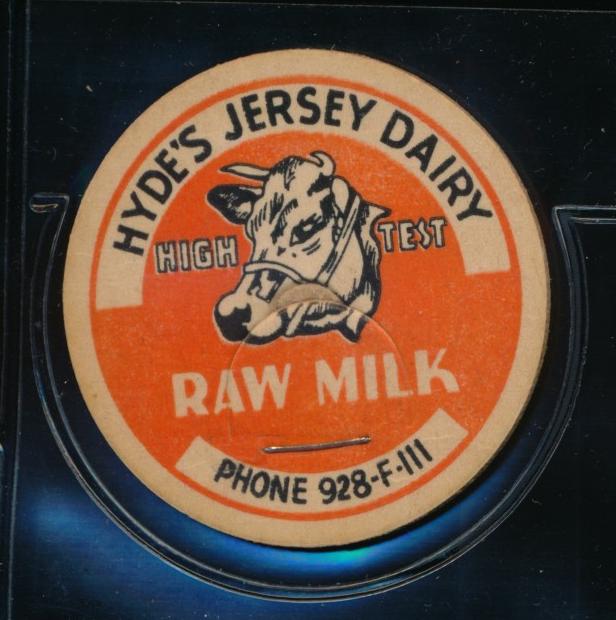 HYDE'S JERSEY DAIRY
HIGH TEST
RAW MILK
PHONE 928-F-111